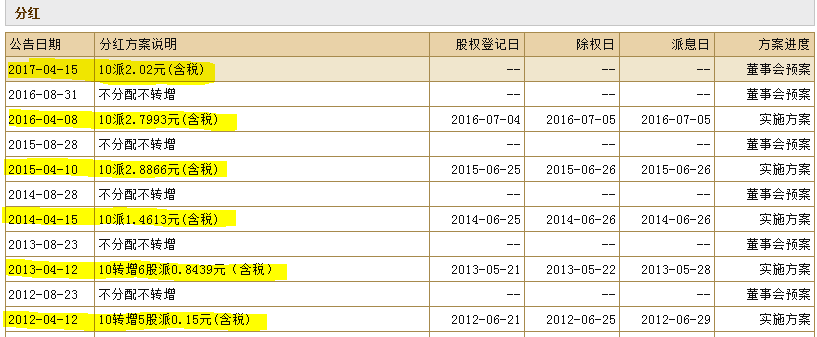 分红
公告日期 分红方案说明 股权登记日 除权日 派息日 方案进度
2017-04-15 10派2.02元(含税) -- -- -- 董事会预案
2016-08-31 不分配不转增 -- -- -- 董事会预案
2016-04-08 10派2.7993元(含税) 2016-07-04 2016-07-05 2016-07-05 实施方案
2015-08-28 不分配不转增 -- -- -- 董事会预案
2015-04-10 10派2.8866元(含税) 2015-06-25 2015-06-26 2015-06-26 实施方案
2014-08-28 不分配不转增 -- -- -- 董事会预案
2014-04-15 10派1.4613元(含税) 2014-06-25 2014-06-26 2014-06-26 实施方案
2013-08-23 不分配不转增 -- -- -- 董事会预案
2013-04-12 10转增6股派0.8439元（含税） 2013-05-21 2013-05-22 2013-05-28 实施方案
2012-08-23 不分配不转增 -- -- -- 董事会预案
2012-04-12 10转增5股派0.15元(含税) 2012-06-21 2012-06-25 2012-06-29 实施方案